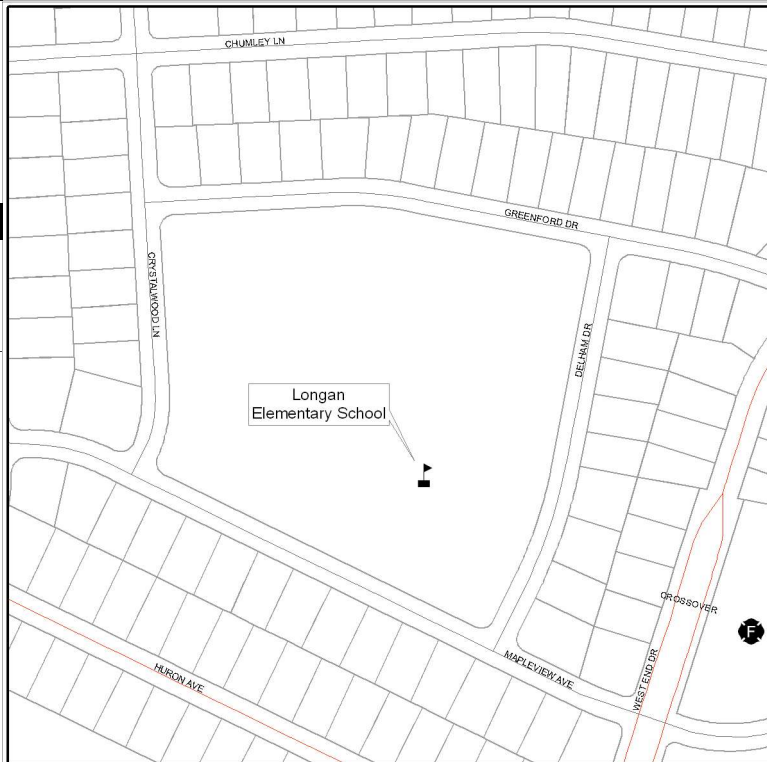 CHUMLEY LN
GREENFORD DR
CRYSTALWOOD LN
DELHAM DR
Longan
Elementary School
CROSSOVER
F
MAPLEVIEW AVE
WEST END DR
HURON AVE